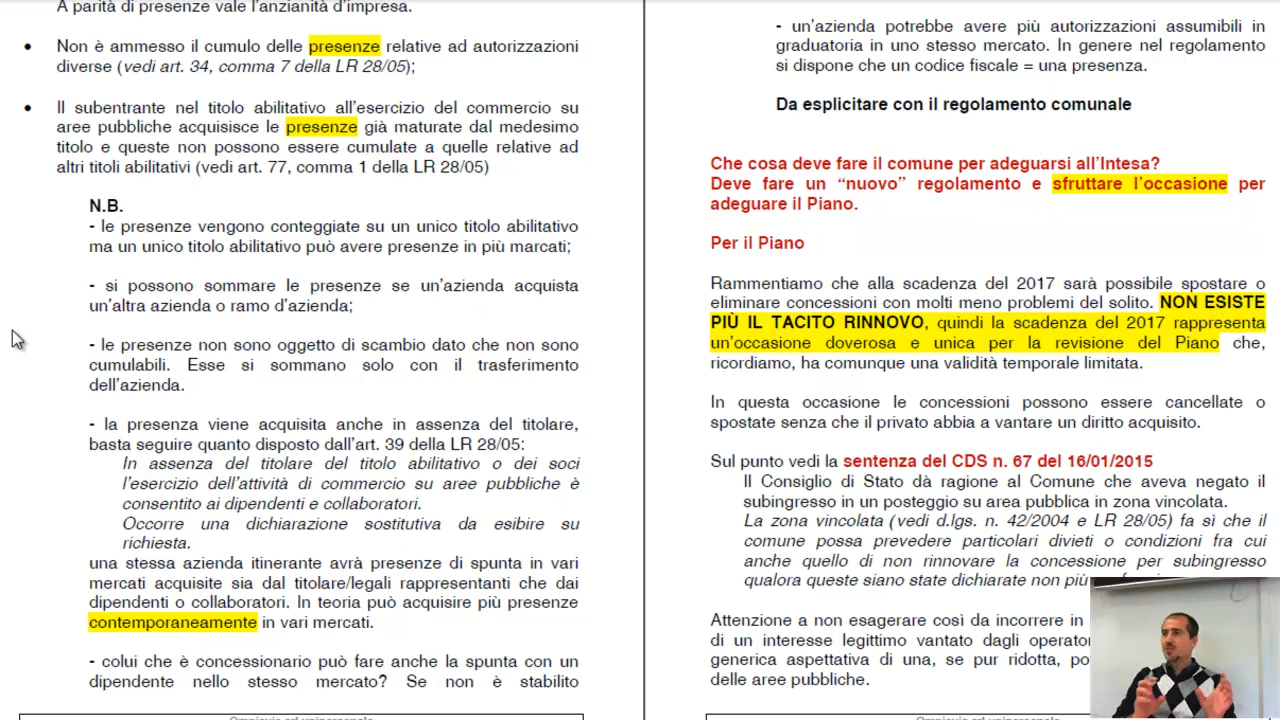 A parità di presenze vale l'anzianità d'impresa.
• Non è ammesso il cumulo delle presenze relative ad autorizzazioni
diverse (vedi art. 34, comma 7 della LR 28/05);
• Il subentrante nel titolo abilitativo all'esercizio del commercio su
aree pubbliche acquisisce le presenze già maturate dal medesimo
titolo e queste non possono essere cumulate a quelle relative ad
altri titoli abilitativi (vedi art. 77, comma 1 della LR 28/05)
N.B.
- le presenze vengono conteggiate su un unico titolo abilitativo
ma un unico titolo abilitativo può avere presenze in più marcati;
- si possono sommare le presenze se un'azienda acquista
un'altra azienda o ramo d'azienda;
- le presenze non sono oggetto di scambio dato che non sono
cumulabili. Esse si sommano solo con il trasferimento
dell'azienda.
- la presenza viene acquisita anche in assenza del titolare,
basta seguire quanto disposto dall'art. 39 della LR 28/05:
In assenza del titolare del titolo abilitativo o dei soci
l'esercizio dell'attività di commercio su aree pubbliche è
consentito ai dipendenti e collaboratori.
Occorre una dichiarazione sostitutiva da esibire su
richiesta.
una stessa azienda itinerante avrà presenze di spunta in vari
mercati acquisite sia dal titolare/legali rappresentanti che dai
dipendenti o collaboratori. In teoria può acquisire più presenze
contemporaneamente in vari mercati.
- colui che è concessionario può fare anche la spunta con un
dipendente nello stesso mercato? Se non è stabilito
- un'azienda potrebbe avere più autorizzazioni assumibili in
graduatoria in uno stesso mercato. In genere nel regolamento
si dispone che un codice fiscale = una presenza.
Da esplicitare con il regolamento comunale
Che cosa deve fare il comune per adeguarsi all'Intesa?
Deve fare un "nuovo" regolamento e sfruttare l'occasione per
adeguare il Piano.
Per il Piano
Rammentiamo che alla scadenza del 2017 sarà possibile spostare o
eliminare concessioni con molti meno problemi del solito. NON ESISTE
PIÙ IL TACITO RINNOVO, quindi la scadenza del 2017 rappresenta
un'occasione doverosa e unica per la revisione del Piano che,
ricordiamo, ha comunque una validità temporale limitata.
In questa occasione le concessioni possono essere cancellate o
spostate senza che il privato abbia a vantare un diritto acquisito.
Sul punto vedi la sentenza del CDS n. 67 del 16/01/2015
Il Consiglio di Stato dà ragione al Comune che aveva negato il
subingresso in un posteggio su area pubblica in zona vincolata.
La zona vincolata (vedi d.lgs. n. 42/2004 e LR 28/05) fa sì che il
comune possa prevedere particolari divieti o condizioni fra cui
anche quello di non rinnovare la concessione per subingresso
qualora queste siano state dichiarate non più
Attenzione a non esagerare così da incorrere in
di un interesse legittimo vantato dagli
generica aspettativa di una, se pur ridotta,
delle aree pubbliche.